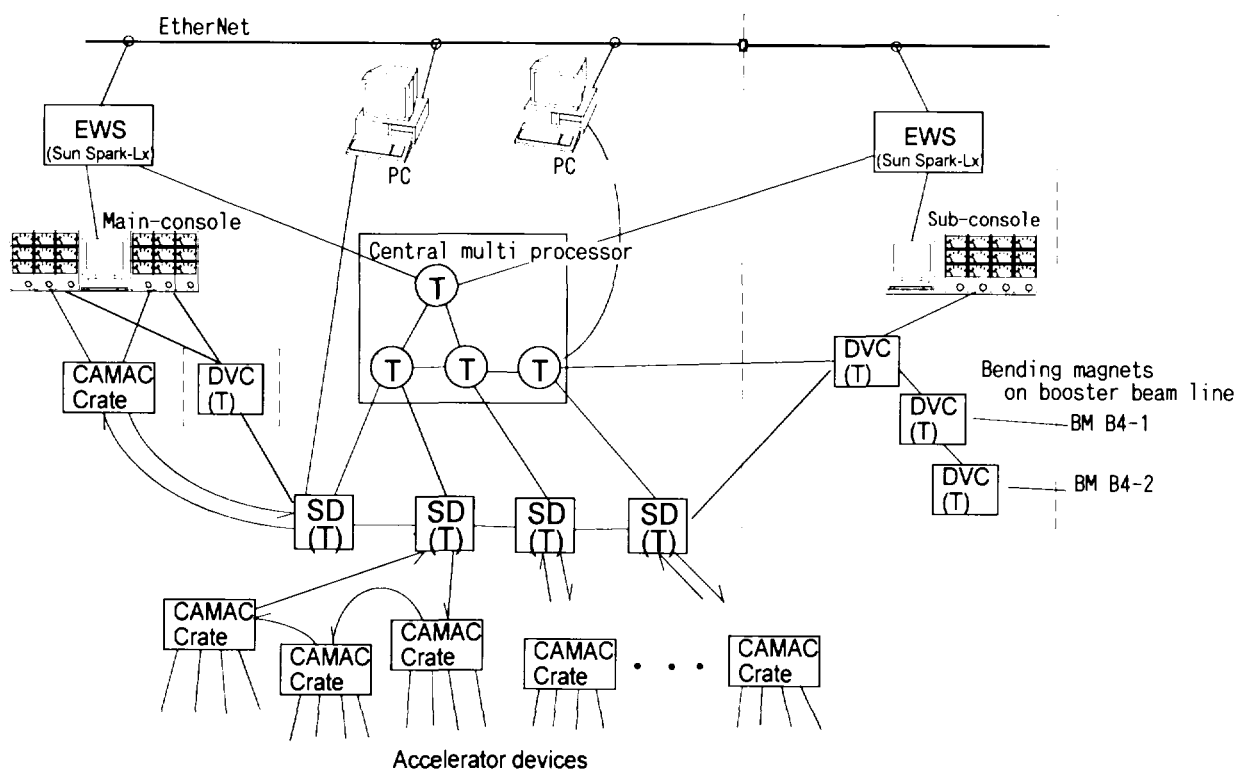 EtherNet
EWS
(Sun Spark-Lx)
PC
PC
EWS
(Sun Spark-Lx)
Main-console
Sub-console
Central multi processor
T
T
T
T
CAMAC
Crate
DVC
(T)
DVC
(T)
Bending magnets
on booster beam line
DVC
(T)
BM B4-1
DVC
(T)
BM B4-2
SD
(T)
SD
(T)
SD
(T)
SD
(T)
CAMAC
Crate
CAMAC
Crate
CAMAC
Crate
CAMAC
Crate
• • •
CAMAC
Crate
Accelerator devices